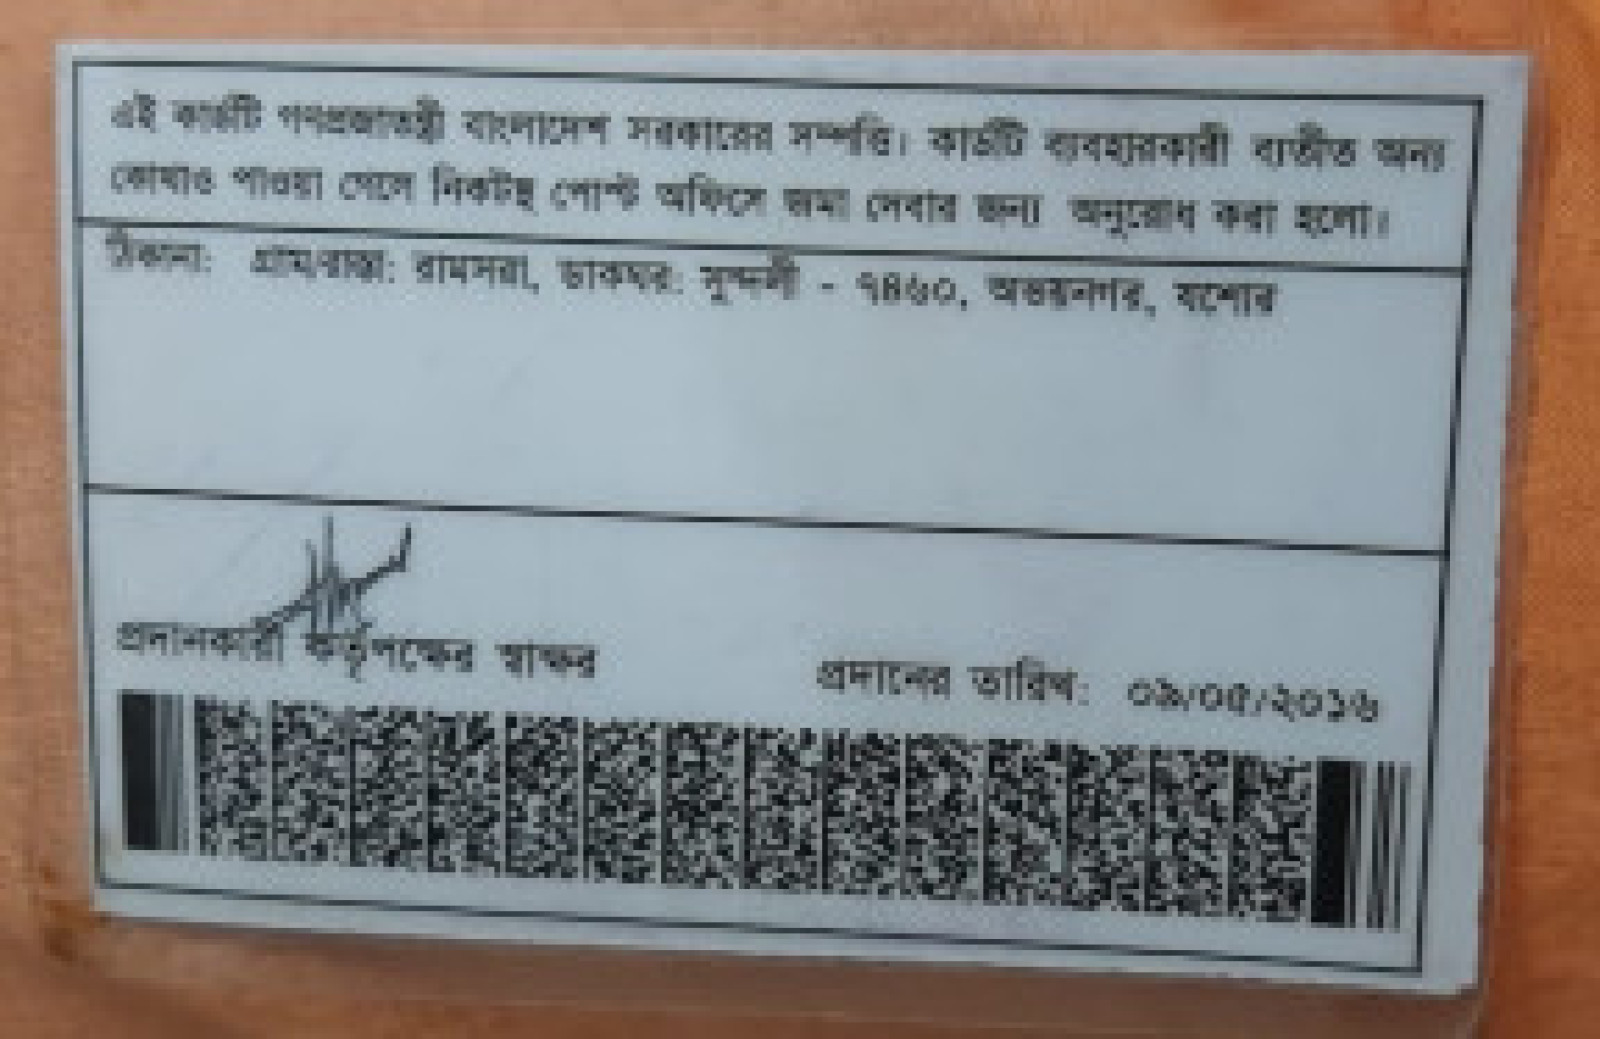 এই কার্ডটি গণপ্রজাতন্ত্রী বাংলাদেশ সরকারের সম্পত্তি। কার্ডটি ব্যবহারকারী ব্যতীত অন্য
কোথাও পাওয়া গেলে নিকটস্থ পোস্ট অফিসে জমা দেবার জন্য অনুরোধ করা হলো।
ঠিকানা: গ্রাম/রাস্তা: রামসরা, ডাকঘর: সুন্দলী - ৭৪৬০, অভয়নগর, যশোর
প্রদানকারী কর্তৃপক্ষের স্বাক্ষর
প্রদানের তারিখ: ০৯/০৫/২০১৬